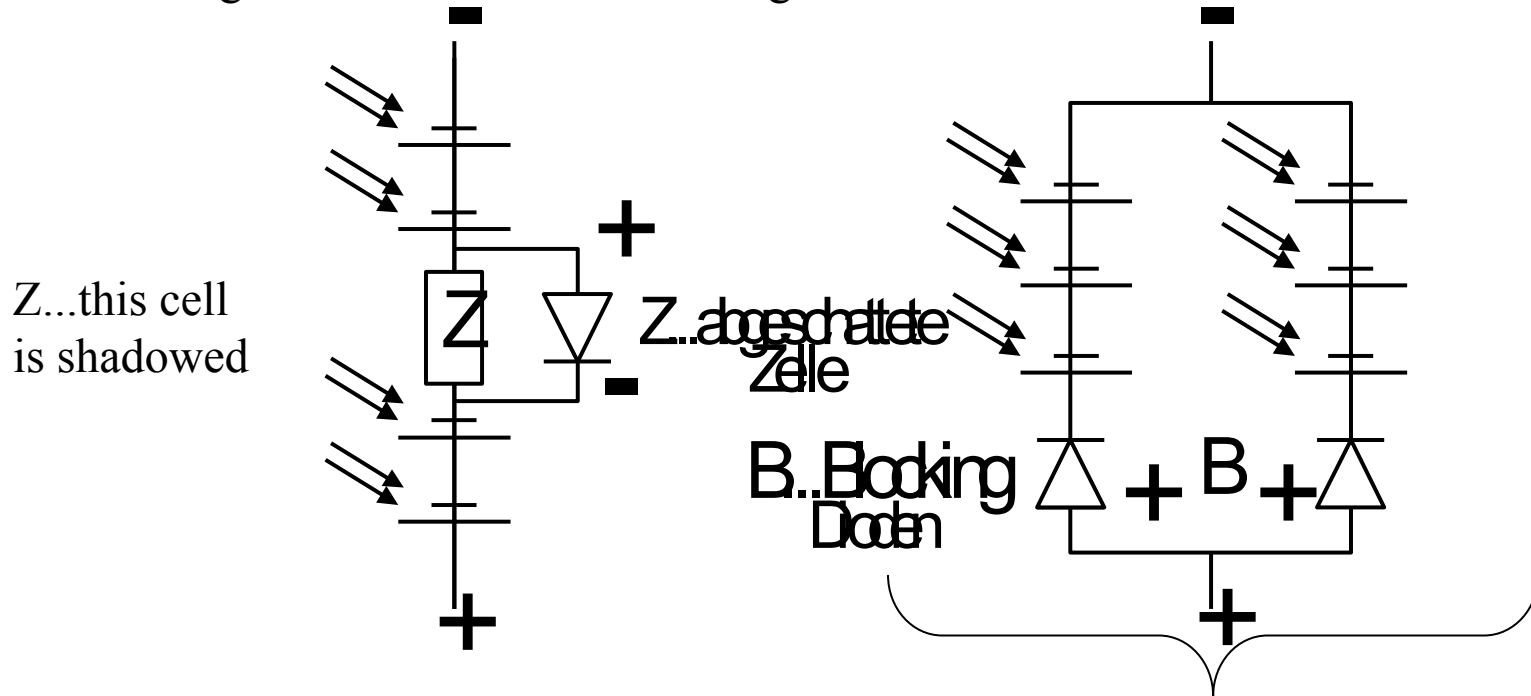 -
-
+
Z...this cell
is shadowed
Z
Z...abgeschattete
Zelle
-
B...Blocking
Dioden
+ B +
+
+